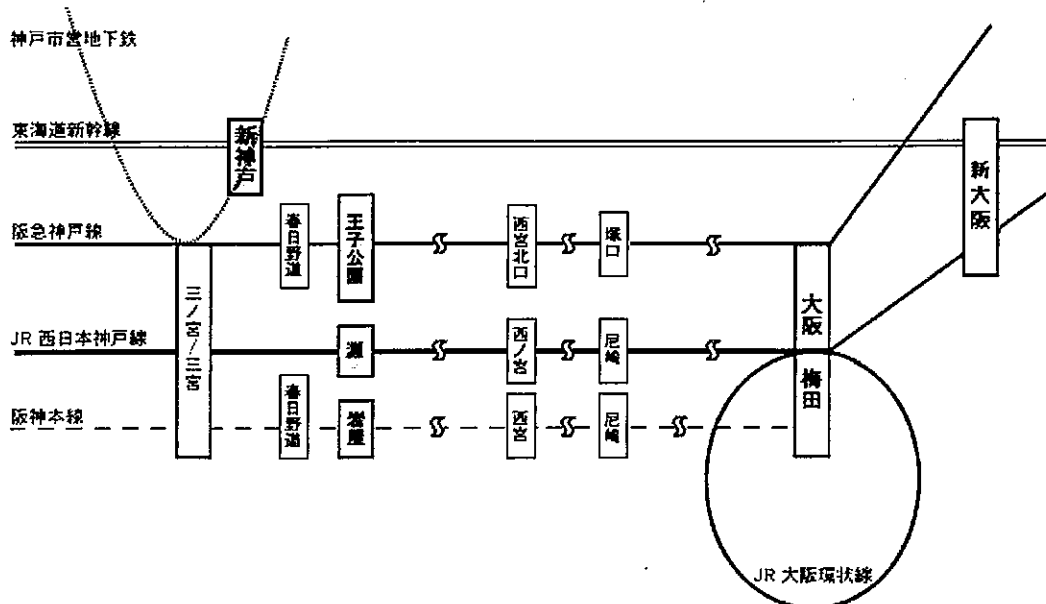 神戸市営地下鉄
東海道新幹線
新神戸
新大阪
阪急神戸線
春日野道
王子公園
西宮北口
塚口
三ノ宮/三宮
大阪
梅田
JR 西日本神戸線
灘
西ノ宮
尼崎
阪神本線
春日野道
岩屋
西宮
尼崎
JR 大阪環状線